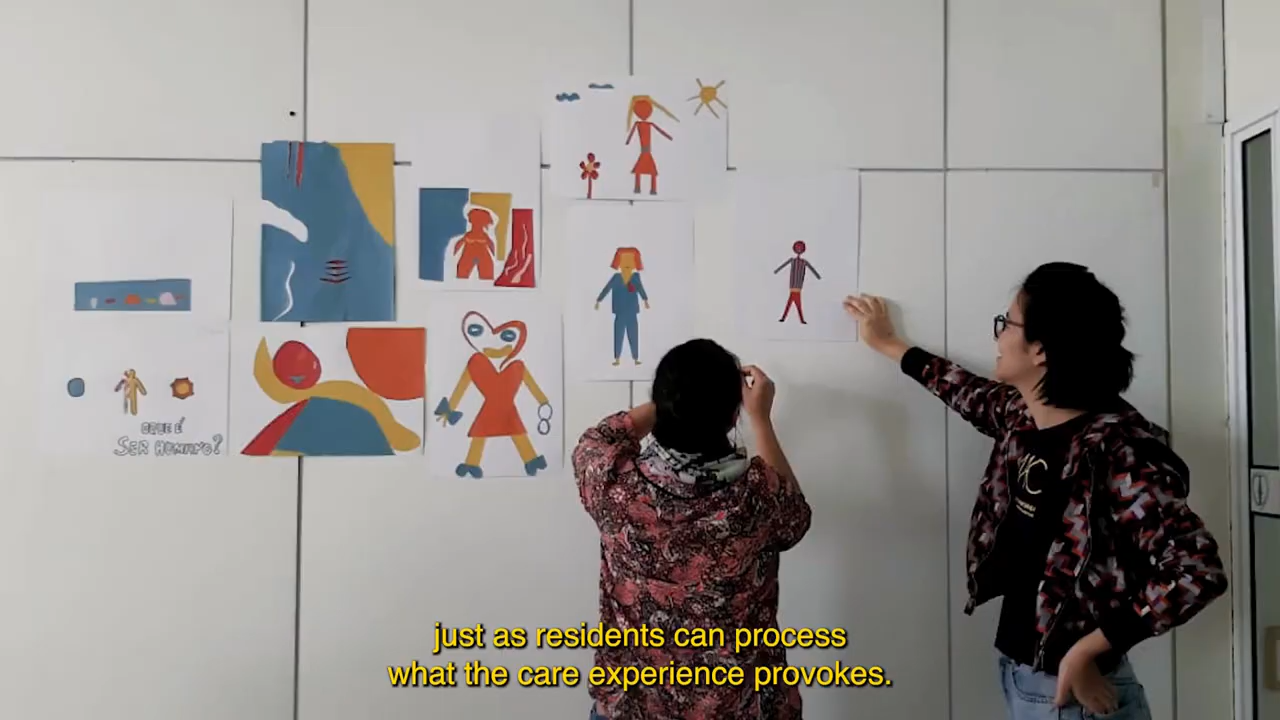 O QUE É
SER HUMANO?
just as residents can process
what the care experience provokes.